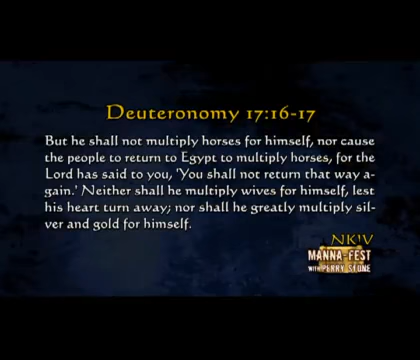 Deuteronomy 17:16-17
But he shall not multiply horses for himself, nor cause
the people to return to Egypt to multiply horses, for the
Lord has said to you, 'You shall not return that way a-
gain.' Neither shall he multiply wives for himself, lest
his heart turn away; nor shall he greatly multiply sil-
ver and gold for himself.
NKJV
MANNA-FEST
WITH PERRY STONE